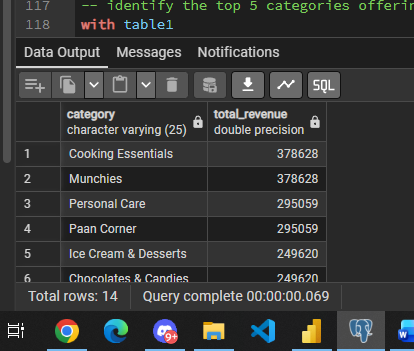 117 -- identify the top 5 categories offerin
118 with table1
Data Output Messages Notifications
SQL
category total_revenue
character varying (25) double precision
1 Cooking Essentials 378628
2 Munchies 378628
3 Personal Care 295059
4 Paan Corner 295059
5 Ice Cream & Desserts 249620
6 Chocolates & Candies 249620
Total rows: 14 Query complete 00:00:00.069
9+
W